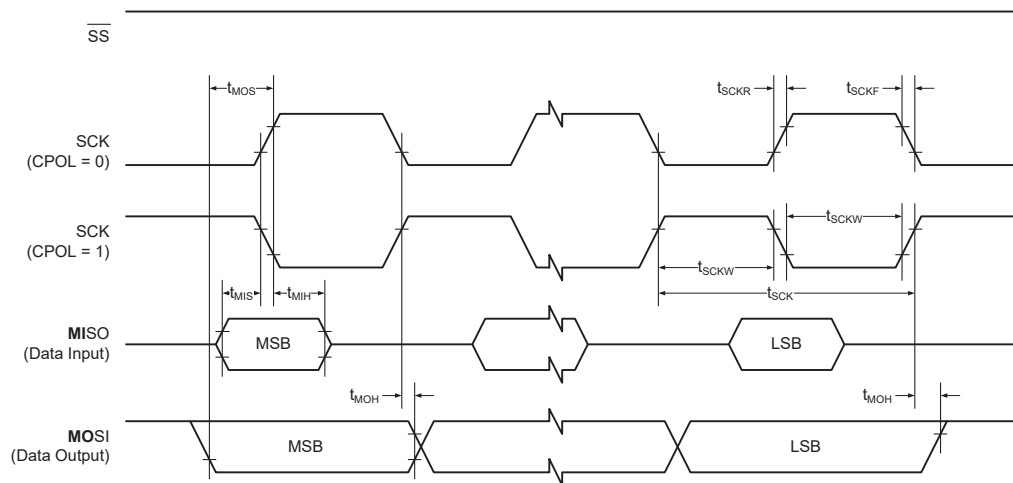 SS
tMOS
tSCKR
tSCKF
SCK
(CPOL = 0)
SCK
(CPOL = 1)
tSCKW
tSCKW
tSCK
tMIS
tMIH
MISO
(Data Input)
MSB
LSB
tMOH
tMOH
MOSI
(Data Output)
MSB
LSB